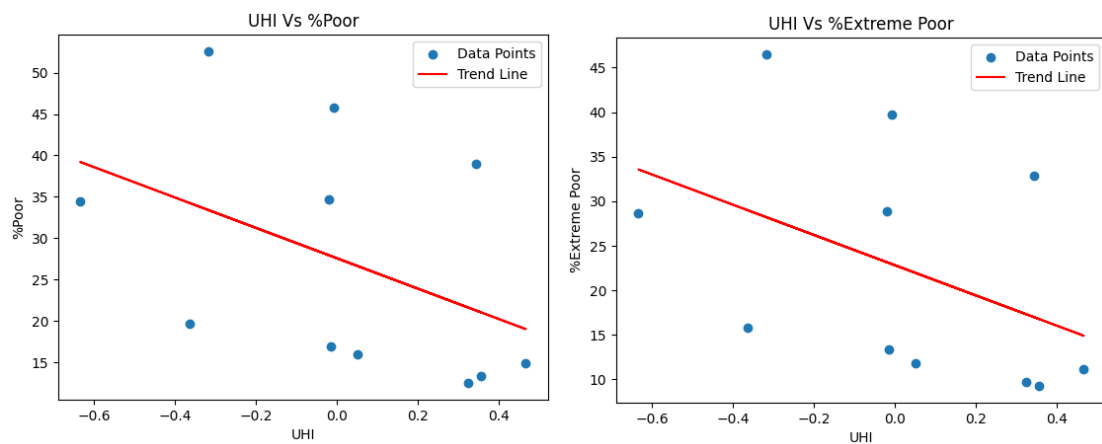 UHI Vs %Poor
Data Points
Trend Line
50
45
40
35
30
25
20
15
%Poor
−0.6 −0.4 −0.2 0.0 0.2 0.4
UHI
UHI Vs %Extreme Poor
Data Points
Trend Line
45
40
35
30
25
20
15
10
%Extreme Poor
−0.6 −0.4 −0.2 0.0 0.2 0.4
UHI